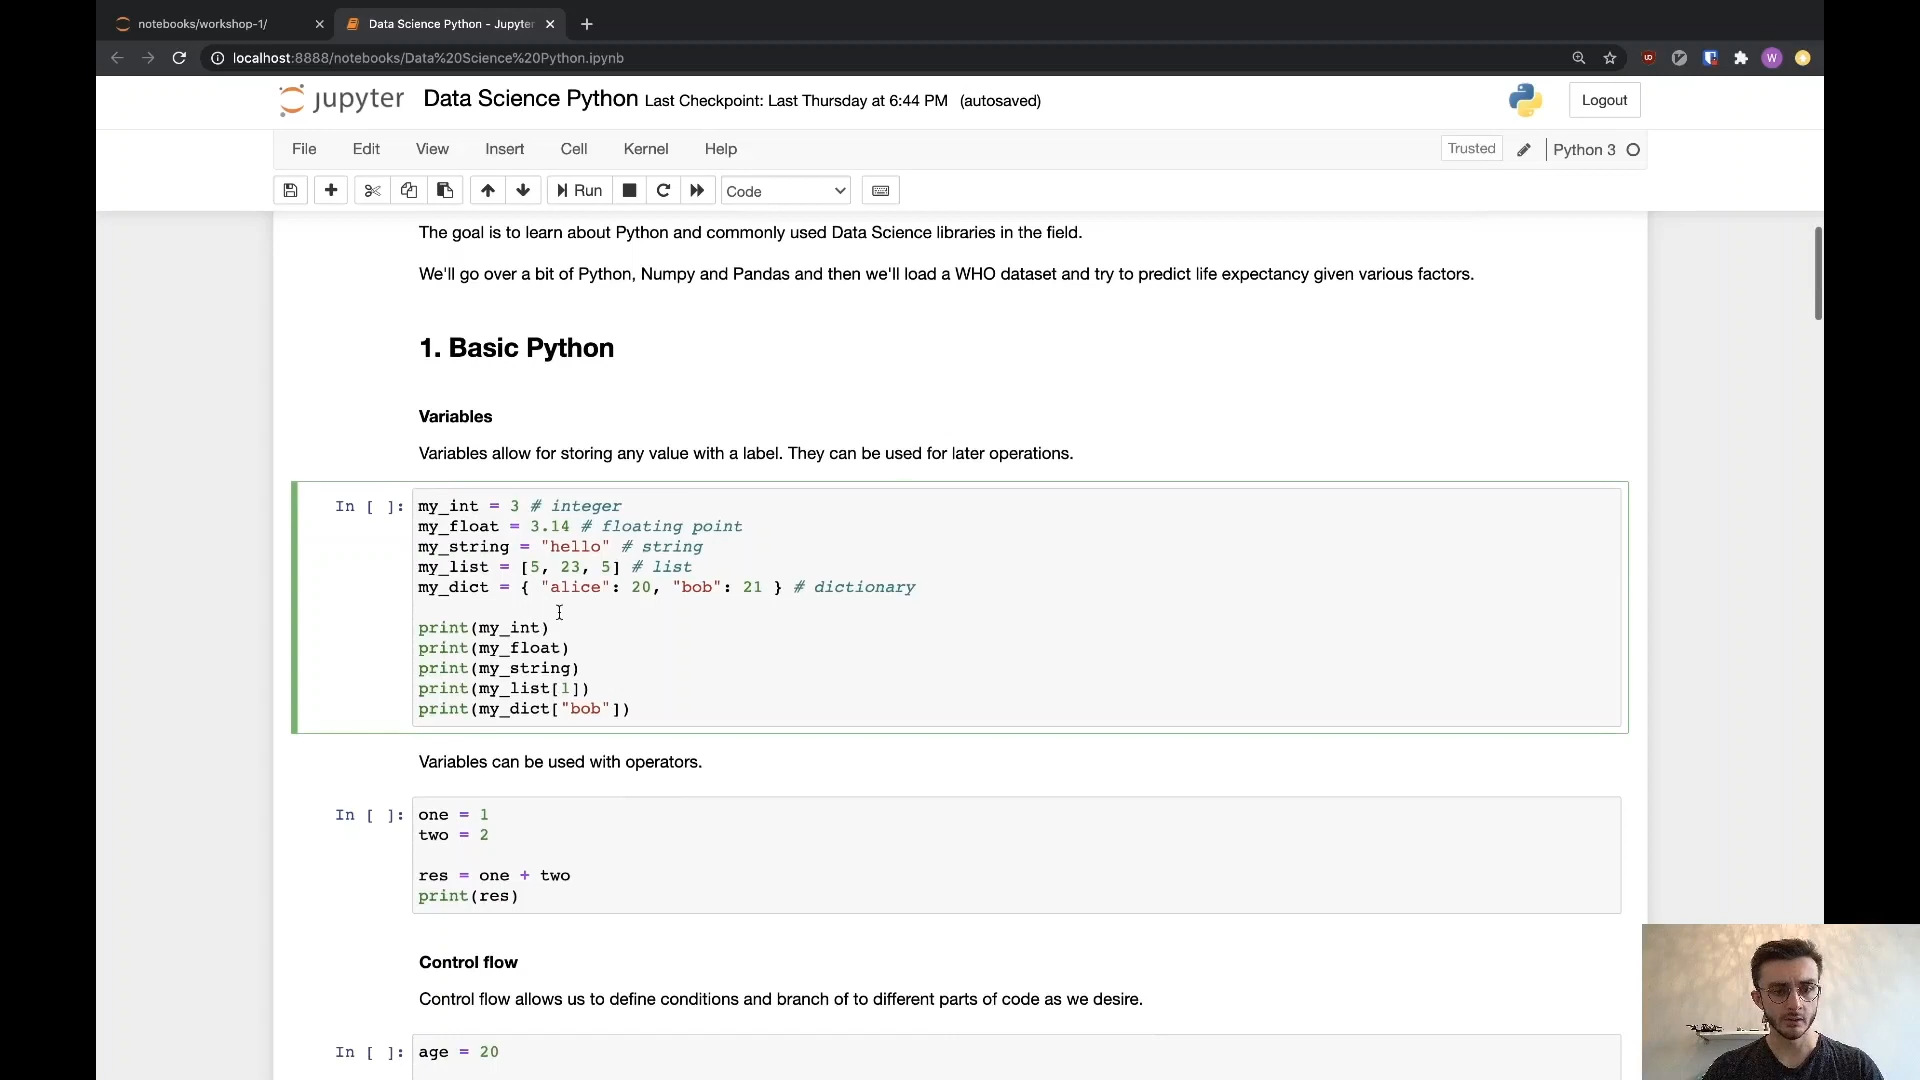 notebooks/workshop-1/
Data Science Python - Jupyter
localhost:8888/notebooks/Data%20Science%20Python.ipynb
W
jupyter Data Science Python Last Checkpoint: Last Thursday at 6:44 PM (autosaved)
Logout
File Edit View Insert Cell Kernel Help
Trusted Python 3
Run Code
The goal is to learn about Python and commonly used Data Science libraries in the field.
We'll go over a bit of Python, Numpy and Pandas and then we'll load a WHO dataset and try to predict life expectancy given various factors.
1. Basic Python
Variables
Variables allow for storing any value with a label. They can be used for later operations.
In [ ]: my_int = 3 # integer
my_float = 3.14 # floating point
my_string = "hello" # string
my_list = [5, 23, 5] # list
my_dict = { "alice": 20, "bob": 21 } # dictionary
print(my_int)
print(my_float)
print(my_string)
print(my_list[1])
print(my_dict["bob"])
Variables can be used with operators.
In [ ]: one = 1
two = 2
res = one + two
print(res)
Control flow
Control flow allows us to define conditions and branch of to different parts of code as we desire.
In [ ]: age = 20